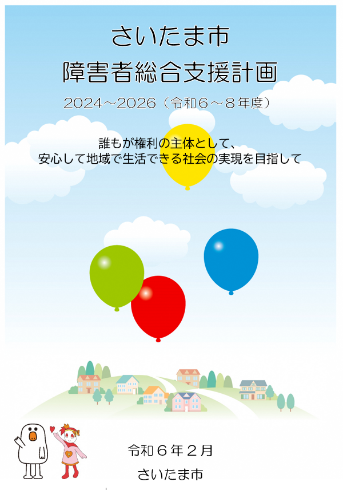 さいたま市
障害者総合支援計画
2024～2026（令和６～８年度）
誰もが権利の主体として、
安心して地域で生活できる社会の実現を目指して
令和６年２月
さいたま市